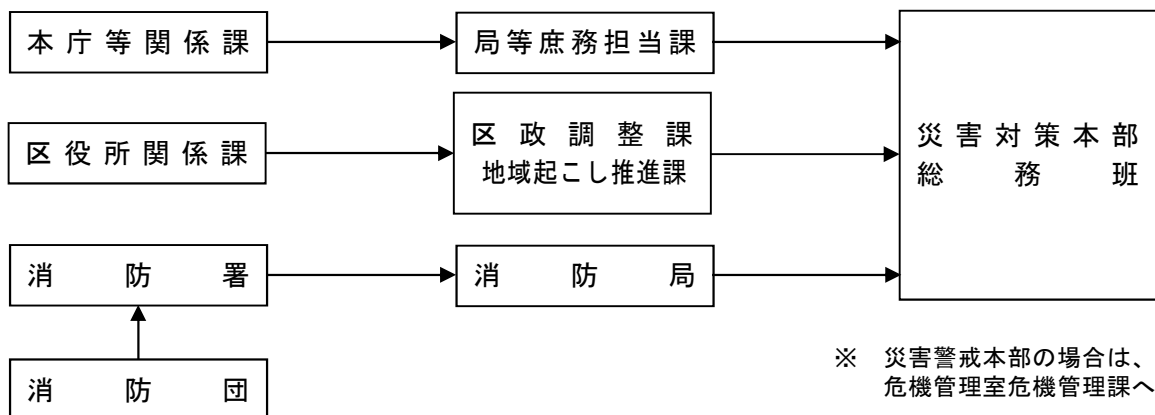 本庁等関係課
局等庶務担当課
区役所関係課
区政調整課
地域起こし推進課
災害対策本部
総務班
消防署
消防局
消防団
※ 災害警戒本部の場合は、
危機管理室危機管理課へ